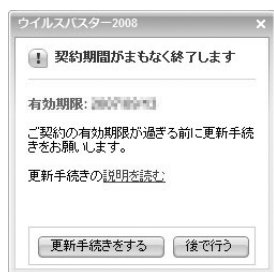 ウイルスバスター2008
契約期間がまもなく終了します
有効期限:
ご契約の有効期限が過ぎる前に更新手続
きをお願いします。
更新手続きの説明を読む
更新手続きをする 後で行う